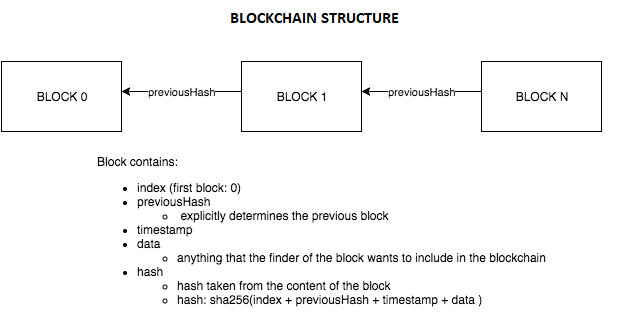 BLOCKCHAIN STRUCTURE
BLOCK 0
previousHash
BLOCK 1
previousHash
BLOCK N
Block contains:
index (first block: 0)
previousHash
explicitly determines the previous block
timestamp
data
anything that the finder of the block wants to include in the blockchain
hash
hash taken from the content of the block
hash: sha256(index + previousHash + timestamp + data )